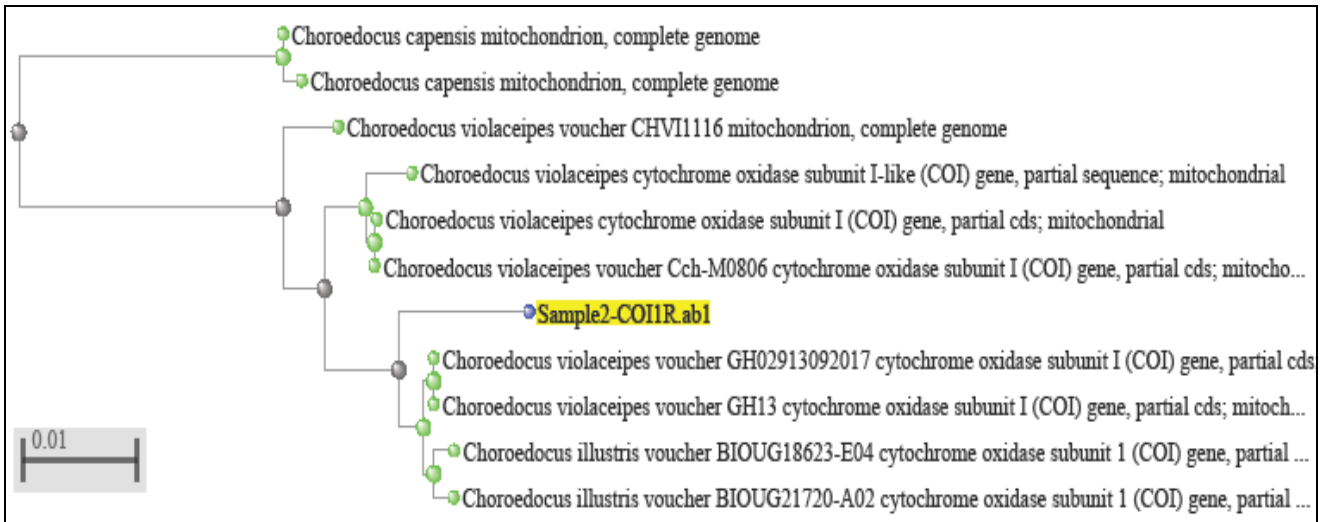 Choroedocus capensis mitochondrion, complete genome
Choroedocus capensis mitochondrion, complete genome
Choroedocus violaceipes voucher CHVI1116 mitochondrion, complete genome
Choroedocus violaceipes cytochrome oxidase subunit I-like (COI) gene, partial sequence; mitochondrial
Choroedocus violaceipes cytochrome oxidase subunit I (COI) gene, partial cds; mitochondrial
Choroedocus violaceipes voucher Cch-M0806 cytochrome oxidase subunit I (COI) gene, partial cds; mitocho...
Sample2-COI1R.ab1
Choroedocus violaceipes voucher GH02913092017 cytochrome oxidase subunit I (COI) gene, partial cds
Choroedocus violaceipes voucher GH13 cytochrome oxidase subunit I (COI) gene, partial cds; mitoch...
Choroedocus illustris voucher BIOUG18623-E04 cytochrome oxidase subunit 1 (COI) gene, partial ...
Choroedocus illustris voucher BIOUG21720-A02 cytochrome oxidase subunit 1 (COI) gene, partial ...
0.01